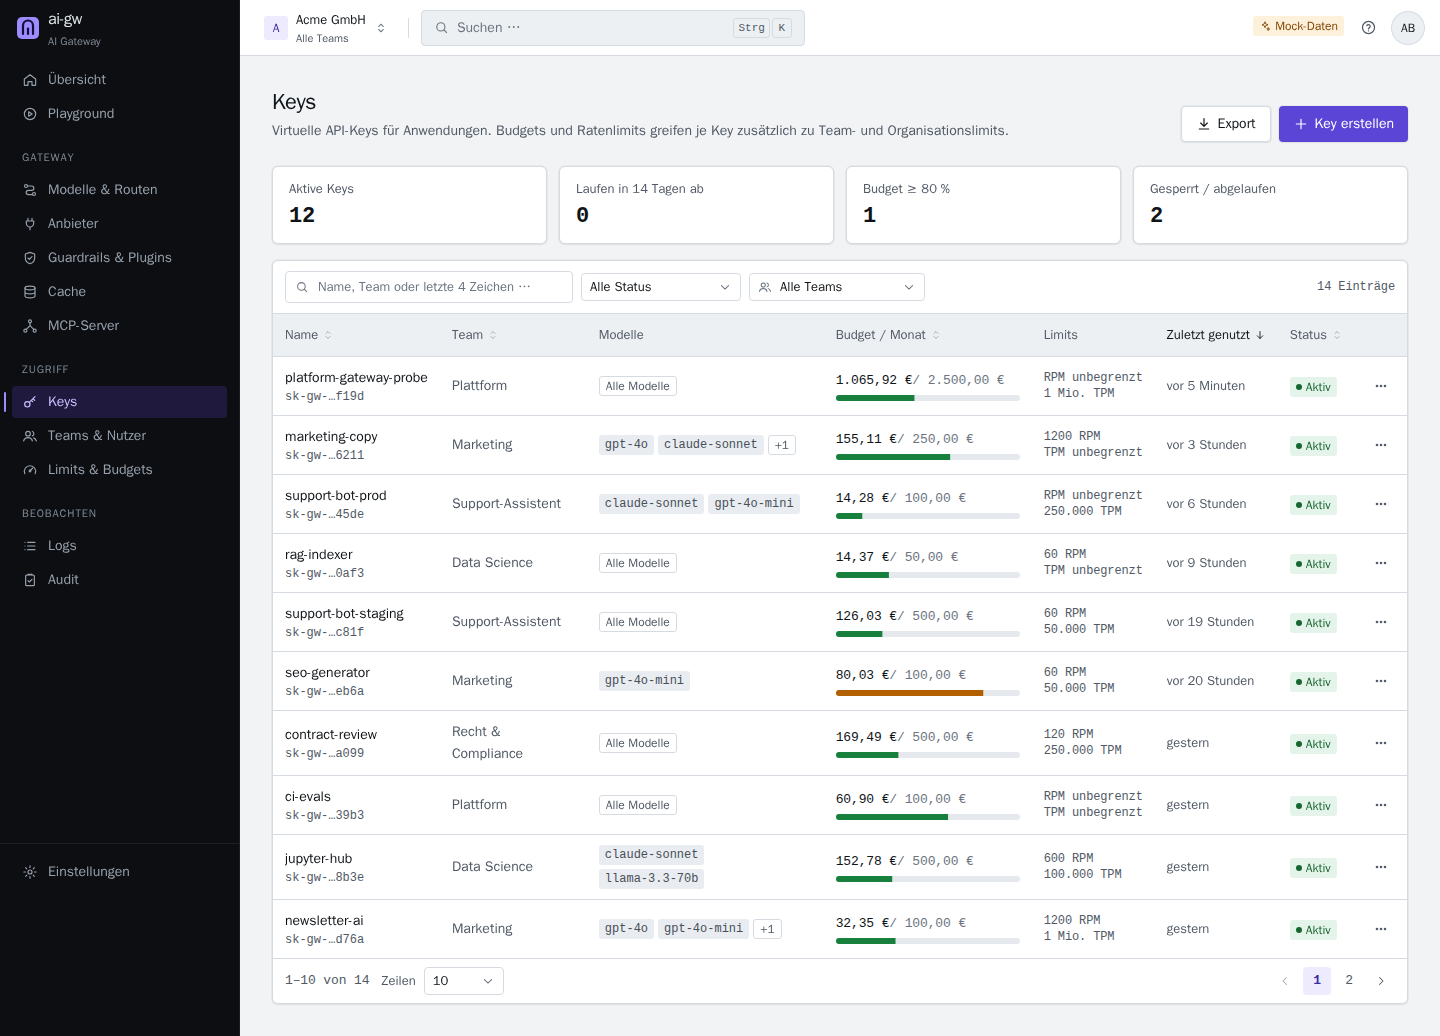 ai-gw
AI Gateway
Übersicht
Playground
GATEWAY
Modelle & Routen
Anbieter
Guardrails & Plugins
Cache
MCP-Server
ZUGRIFF
Keys
Teams & Nutzer
Limits & Budgets
BEOBACHTEN
Logs
Audit
Einstellungen
A
Acme GmbH
Alle Teams
Suchen ⋯
Strg K
Mock-Daten
AB
Keys
Virtuelle API-Keys für Anwendungen. Budgets und Ratenlimits greifen je Key zusätzlich zu Team- und Organisationslimits.
Export
Key erstellen
Aktive Keys
12
Laufen in 14 Tagen ab
0
Budget ≥ 80 %
1
Gesperrt / abgelaufen
2
Name, Team oder letzte 4 Zeichen ⋯
Alle Status
Alle Teams
14 Einträge
Name Team Modelle Budget / Monat Limits Zuletzt genutzt Status
platform-gateway-probe
sk-gw-…f19d
Plattform
Alle Modelle
1.065,92 €/ 2.500,00 €
RPM unbegrenzt
1 Mio. TPM
vor 5 Minuten
Aktiv
marketing-copy
sk-gw-…6211
Marketing
gpt-4o claude-sonnet +1
155,11 €/ 250,00 €
1200 RPM
TPM unbegrenzt
vor 3 Stunden
Aktiv
support-bot-prod
sk-gw-…45de
Support-Assistent
claude-sonnet gpt-4o-mini
14,28 €/ 100,00 €
RPM unbegrenzt
250.000 TPM
vor 6 Stunden
Aktiv
rag-indexer
sk-gw-…0af3
Data Science
Alle Modelle
14,37 €/ 50,00 €
60 RPM
TPM unbegrenzt
vor 9 Stunden
Aktiv
support-bot-staging
sk-gw-…c81f
Support-Assistent
Alle Modelle
126,03 €/ 500,00 €
60 RPM
50.000 TPM
vor 19 Stunden
Aktiv
seo-generator
sk-gw-…eb6a
Marketing
gpt-4o-mini
80,03 €/ 100,00 €
60 RPM
50.000 TPM
vor 20 Stunden
Aktiv
contract-review
sk-gw-…a099
Recht &
Compliance
Alle Modelle
169,49 €/ 500,00 €
120 RPM
250.000 TPM
gestern
Aktiv
ci-evals
sk-gw-…39b3
Plattform
Alle Modelle
60,90 €/ 100,00 €
RPM unbegrenzt
TPM unbegrenzt
gestern
Aktiv
jupyter-hub
sk-gw-…8b3e
Data Science
claude-sonnet
llama-3.3-70b
152,78 €/ 500,00 €
600 RPM
100.000 TPM
gestern
Aktiv
newsletter-ai
sk-gw-…d76a
Marketing
gpt-4o gpt-4o-mini +1
32,35 €/ 100,00 €
1200 RPM
1 Mio. TPM
gestern
Aktiv
1–10 von 14 Zeilen 10
1 2